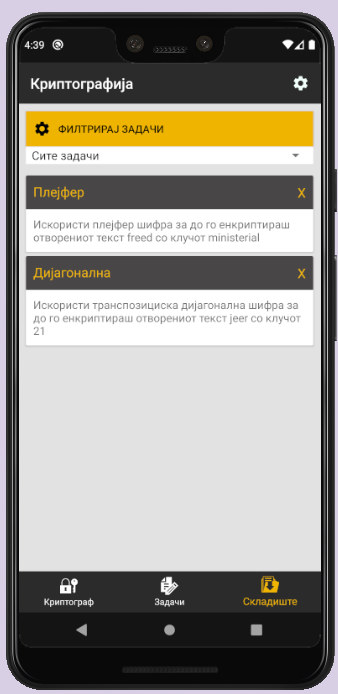 4:39
Криптографија
ФИЛТРИРАЈ ЗАДАЧИ
Сите задачи
Плејфер X
Искористи плејфер шифра за до го енкриптираш
отворениот текст freed со клучот ministerial
Дијагонална X
Искористи транспозициска дијагонална шифра за
до го енкриптираш отворениот текст jeer со клучот
21
Криптограф Задачи Складиште